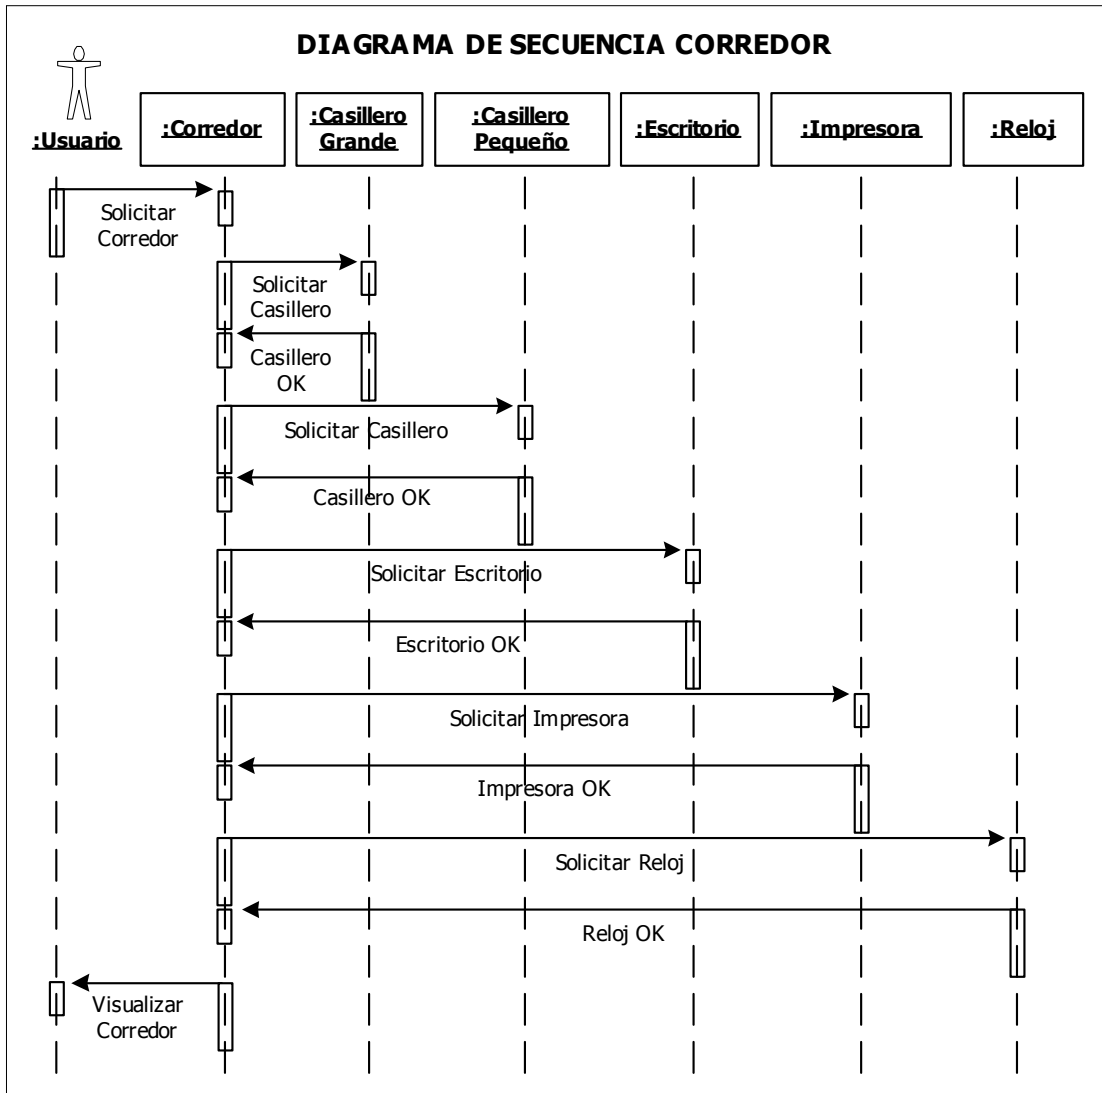 DIAGRAMA DE SECUENCIA CORREDOR
:Usuario
:Corredor
:Casillero
Grande
:Casillero
Pequeño
:Escritorio
:Impresora
:Reloj
Solicitar
Corredor
Solicitar
Casillero
Casillero
OK
Solicitar Casillero
Casillero OK
Solicitar Escritorio
Escritorio OK
Solicitar Impresora
Impresora OK
Solicitar Reloj
Reloj OK
Visualizar
Corredor